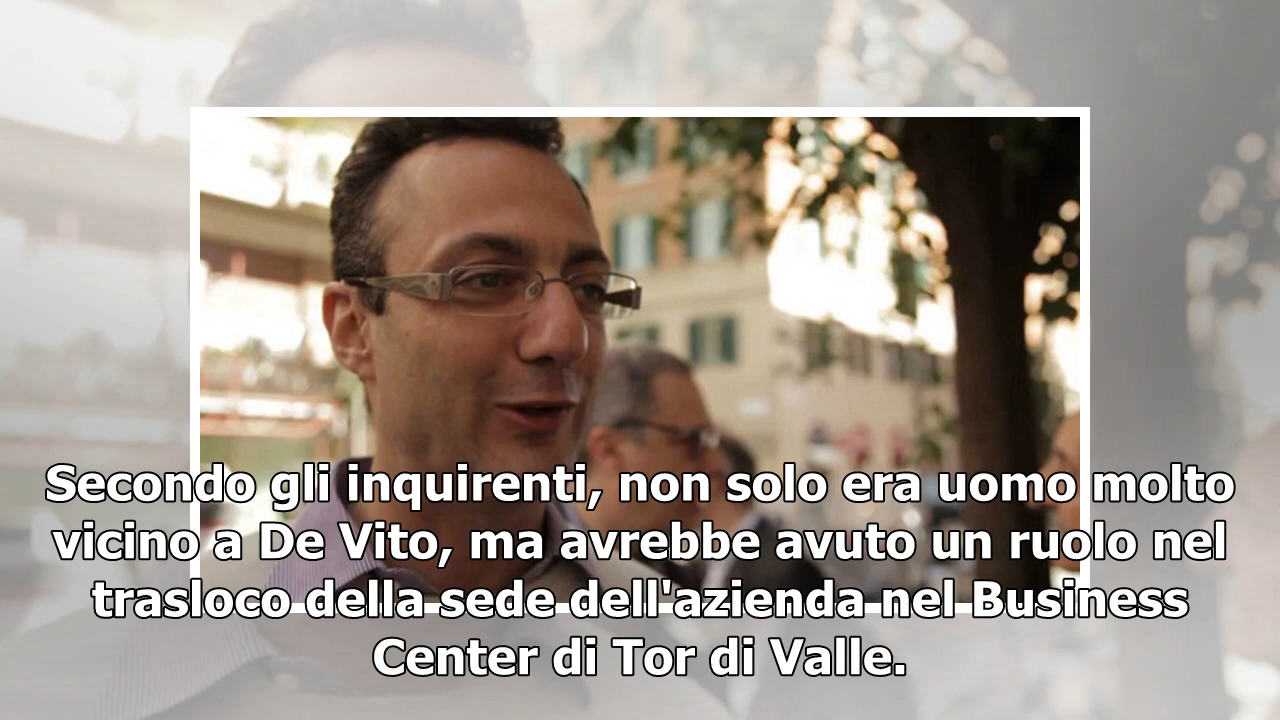 Secondo gli inquirenti, non solo era uomo molto
vicino a De Vito, ma avrebbe avuto un ruolo nel
trasloco della sede dell'azienda nel Business
Center di Tor di Valle.